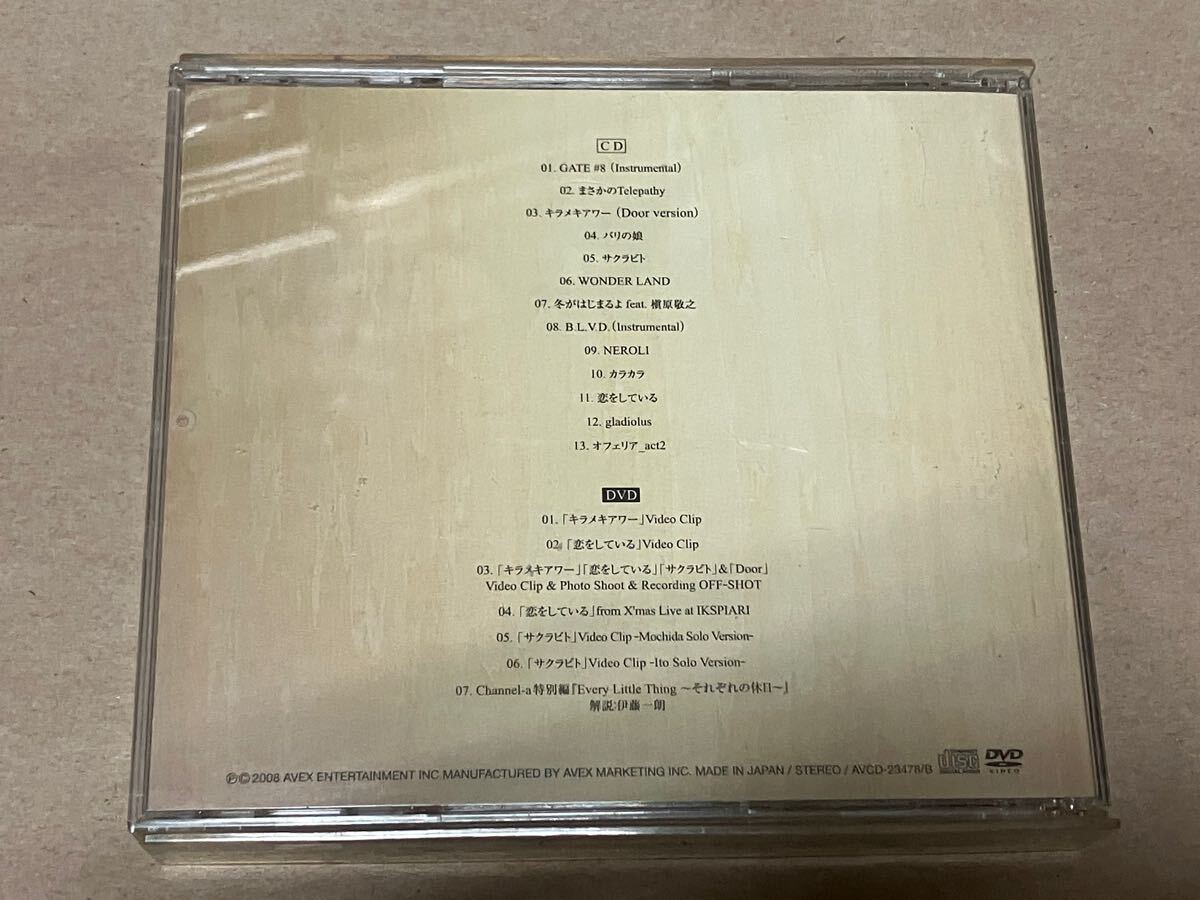 CD
01. GATE #8 (Instrumental)
02. まさかのTelepathy
03. キラメキアワー (Door version)
04. パリの娘
05. サクラビト
06. WONDER LAND
07. 冬がはじまるよ feat. 槇原敬之
08. B.L.V.D. (Instrumental)
09. NEROLI
10. カラカラ
11. 恋をしている
12. gladiolus
13. オフェリア_act2
DVD
01.「キラメキアワー」Video Clip
02.「恋をしている」Video Clip
03.「キラメキアワー」「恋をしている」「サクラビト」&「Door」
Video Clip & Photo Shoot & Recording OFF-SHOT
04.「恋をしている」from X'mas Live at IKSPIARI
05.「サクラビト」Video Clip -Mochida Solo Version-
06.「サクラビト」Video Clip -Ito Solo Version-
07. Channel-a 特別編『Every Little Thing 〜それぞれの休日〜』
解説:伊藤一朗
℗© 2008 AVEX ENTERTAINMENT INC MANUFACTURED BY AVEX MARKETING INC. MADE IN JAPAN / STEREO / AVCD-23478/B
disc
DVD
VIDEO